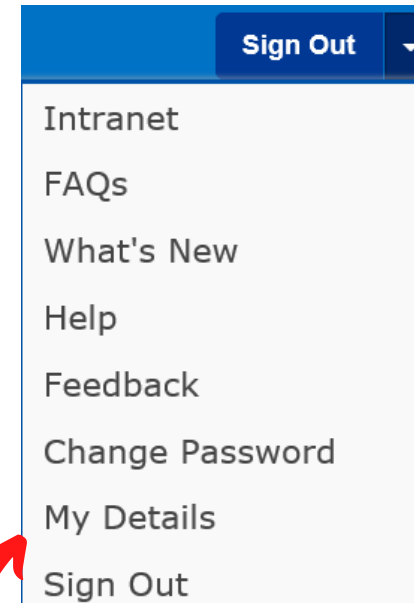 Sign Out
Intranet
FAQs
What's New
Help
Feedback
Change Password
My Details
Sign Out